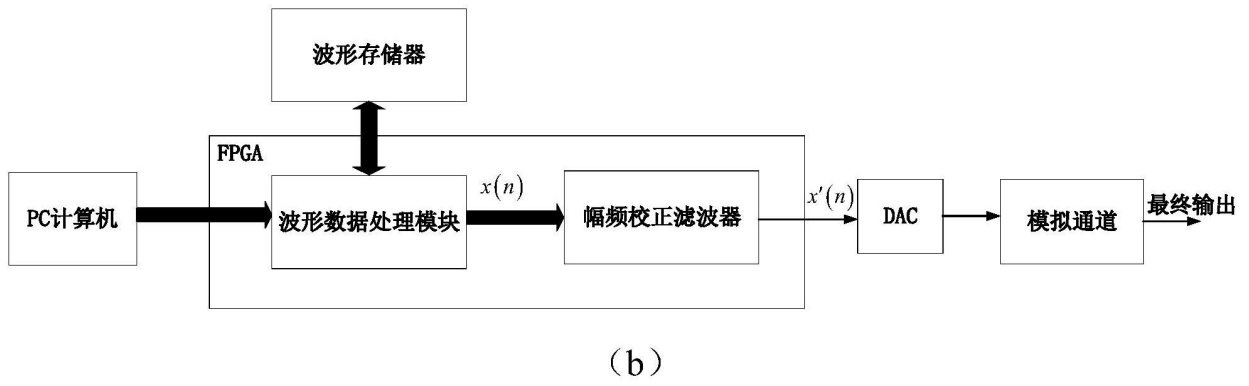 波形存储器
FPGA
PC计算机
波形数据处理模块
x(n)
幅频校正滤波器
x'(n)
DAC
模拟通道
最终输出
(b)